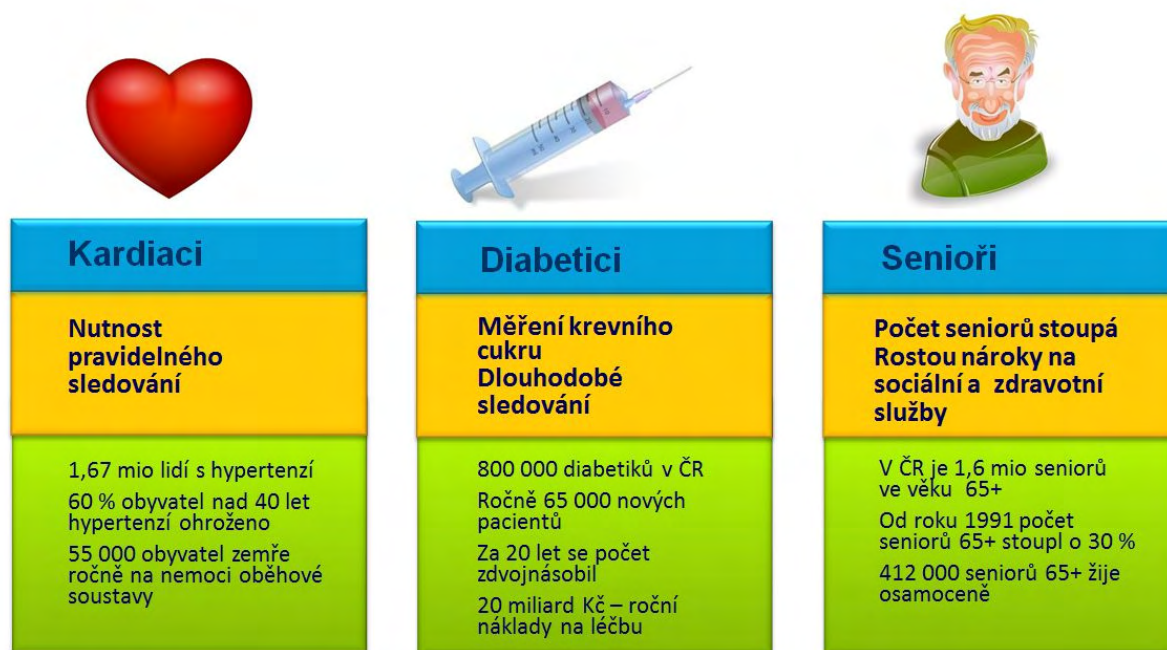 Kardiaci
Nutnost
pravidelného
sledování
1,67 mio lidí s hypertenzí
60 % obyvatel nad 40 let
hypertenzí ohroženo
55 000 obyvatel zemře
ročně na nemoci oběhové
soustavy
Diabetici
Měření krevního
cukru
Dlouhodobé
sledování
800 000 diabetiků v ČR
Ročně 65 000 nových
pacientů
Za 20 let se počet
zdvojnásobil
20 miliard Kč – roční
náklady na léčbu
Senioři
Počet seniorů stoupá
Rostou nároky na
sociální a zdravotní
služby
V ČR je 1,6 mio seniorů
ve věku 65+
Od roku 1991 počet
seniorů 65+ stoupl o 30 %
412 000 seniorů 65+ žije
osamoceně